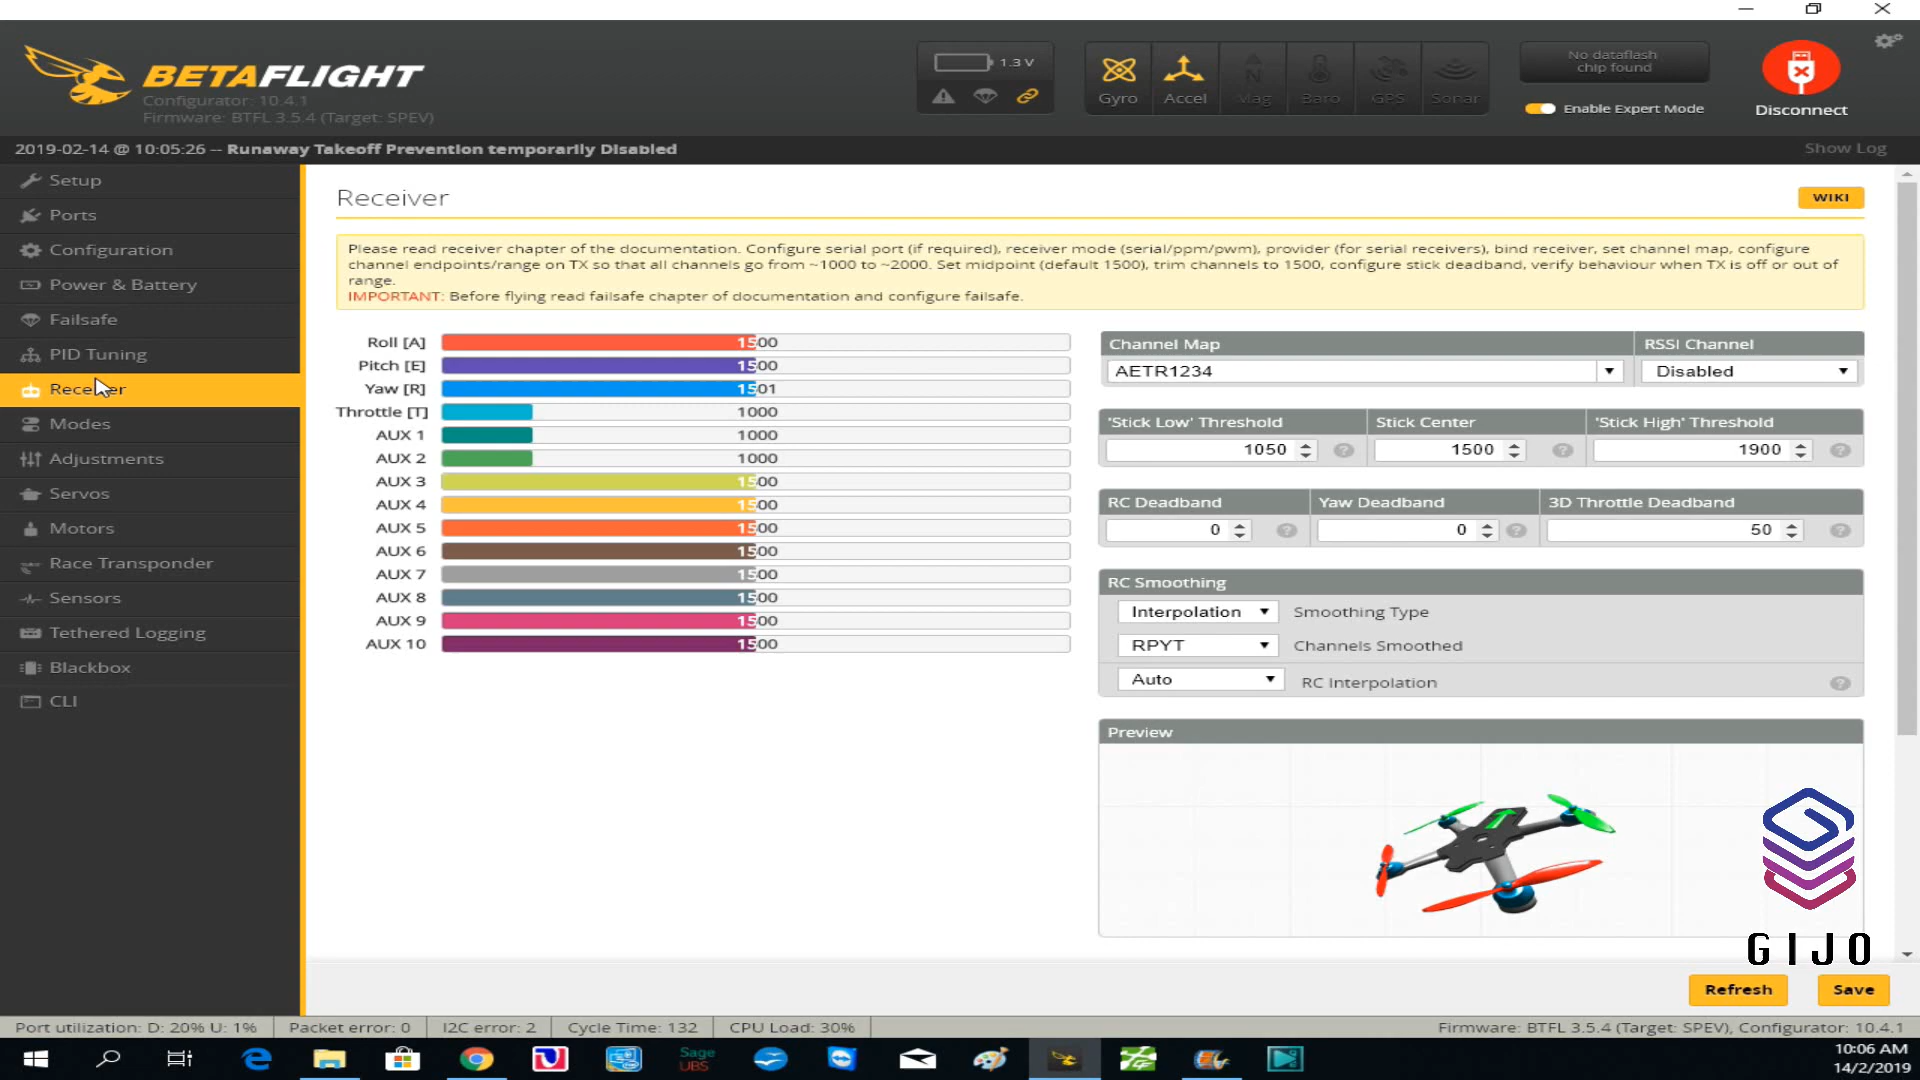 BETAFLIGHT
Configurator: 10.4.1
Firmware: BTFL 3.5.4 (Target: SPEV)
1.3 V
Gyro
Accel
Mag
Baro
GPS
Sonar
No dataflash
chip found
Enable Expert Mode
Disconnect
2019-02-14 @ 10:05:26 -- Runaway Takeoff Prevention temporarily Disabled
Show Log
Setup
Ports
Configuration
Power & Battery
Failsafe
PID Tuning
Receiver
Modes
Adjustments
Servos
Motors
Race Transponder
Sensors
Tethered Logging
Blackbox
CLI
Receiver
WIKI
Please read receiver chapter of the documentation. Configure serial port (if required), receiver mode (serial/ppm/pwm), provider (for serial receivers), bind receiver, set channel map, configure
channel endpoints/range on TX so that all channels go from ~1000 to ~2000. Set midpoint (default 1500), trim channels to 1500, configure stick deadband, verify behaviour when TX is off or out of
range.
IMPORTANT: Before flying read failsafe chapter of documentation and configure failsafe.
Roll [A] 1500
Pitch [E] 1500
Yaw [R] 1501
Throttle [T] 1000
AUX 1 1000
AUX 2 1000
AUX 3 1500
AUX 4 1500
AUX 5 1500
AUX 6 1500
AUX 7 1500
AUX 8 1500
AUX 9 1500
AUX 10 1500
Channel Map RSSI Channel
AETR1234 Disabled
'Stick Low' Threshold Stick Center 'Stick High' Threshold
1050 1500 1900
RC Deadband Yaw Deadband 3D Throttle Deadband
0 0 50
RC Smoothing
Interpolation Smoothing Type
RPYT Channels Smoothed
Auto RC Interpolation
Preview
GIJO
Refresh Save
Port utilization: D: 20% U: 1% Packet error: 0 I2C error: 2 Cycle Time: 132 CPU Load: 30% Firmware: BTFL 3.5.4 (Target: SPEV), Configurator: 10.4.1
Sage
UBS
10:06 AM
14/2/2019